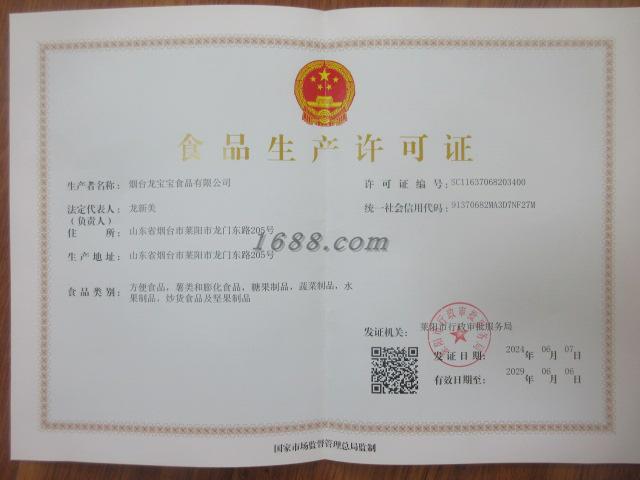 食品生产许可证
生产者名称：烟台龙宝宝食品有限公司
许可证编号：SC11637068203400
法定代表人：龙新美
（负责人）
统一社会信用代码：91370682MA3D7NF27M
住所：山东省烟台市莱阳市龙门东路205号
1688.com
生产地址：山东省烟台市莱阳市龙门东路205号
食品类别：方便食品，薯类和膨化食品，糖果制品，蔬菜制品，水
果制品，炒货食品及坚果制品
发证机关：莱阳市行政审批服务局
发证日期：2024年06月07日
有效日期至：2029年06月06日
国家市场监督管理总局监制